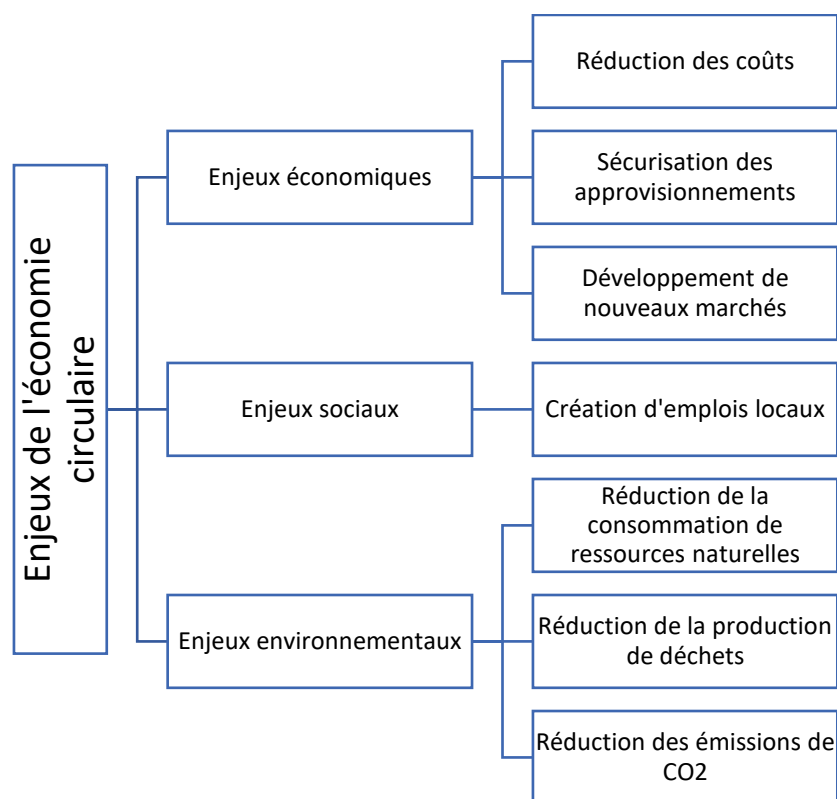 Enjeux de l'économie
circulaire
Enjeux économiques
Réduction des coûts
Sécurisation des
approvisionnements
Développement de
nouveaux marchés
Enjeux sociaux
Création d'emplois locaux
Enjeux environnementaux
Réduction de la
consommation de
ressources naturelles
Réduction de la production
de déchets
Réduction des émissions de
CO2